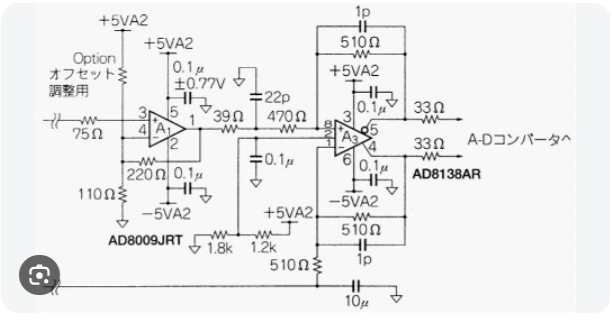 +5VA2
Option
オフセット
調整用
+5VA2
0.1μ
±0.77V
75Ω
3
4
5
A1
1
2
220Ω
0.1μ
110Ω
−5VA2
AD8009JRT
39Ω
22p
470Ω
0.1μ
1.8k
1.2k
+5VA2
510Ω
10μ
1p
510Ω
+5VA2
0.1μ
3
8
2
1
A3
5
4
6
33Ω
33Ω
A-Dコンバータへ
AD8138AR
0.1μ
−5VA2
510Ω
1p